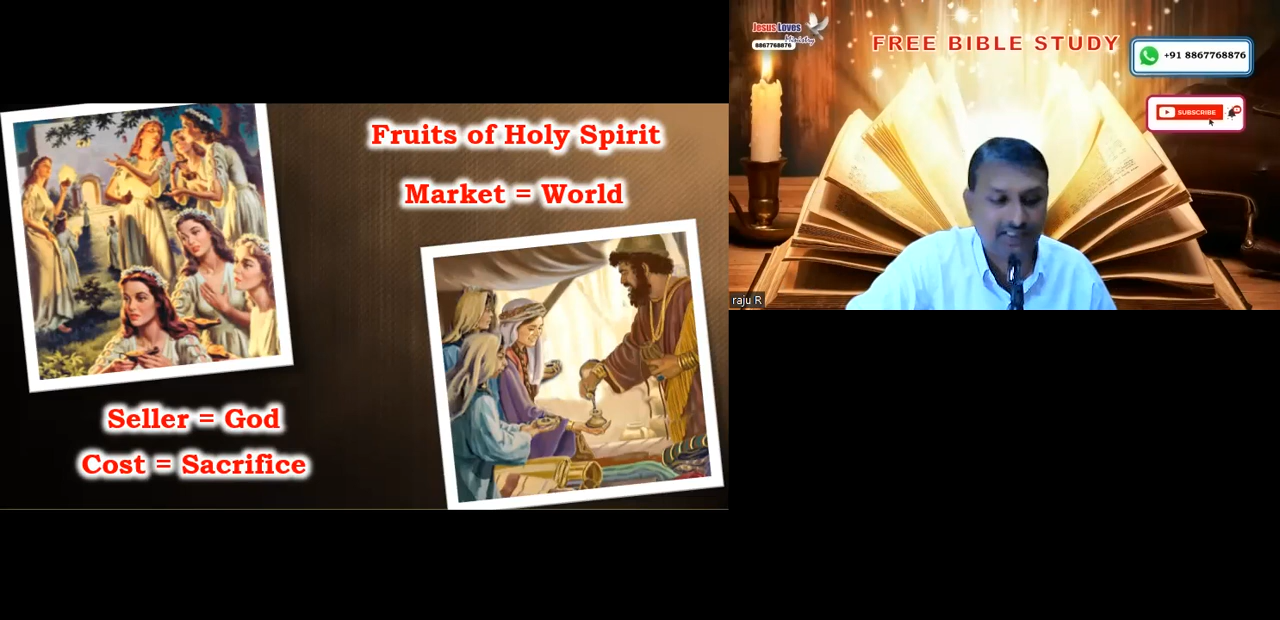 Fruits of Holy Spirit
Market = World
Seller = God
Cost = Sacrifice
Jesus Loves
Ministry
8867768876
FREE BIBLE STUDY
+91 8867768876
SUBSCRIBE
raju R